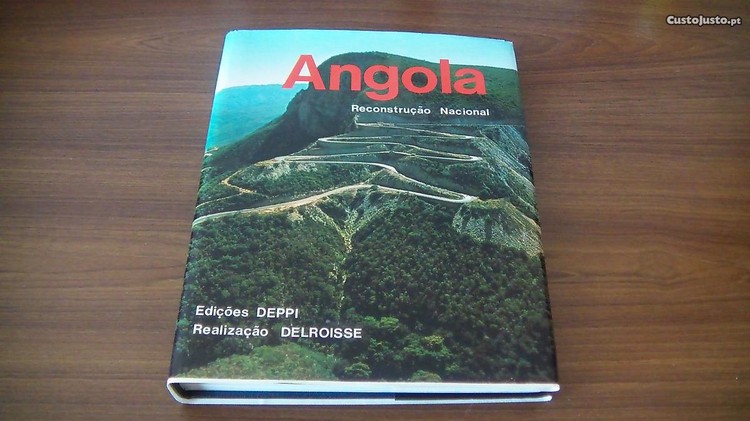 CustoJusto.pt
Angola
Reconstrução Nacional
Edições DEPPI
Realização DELROISSE